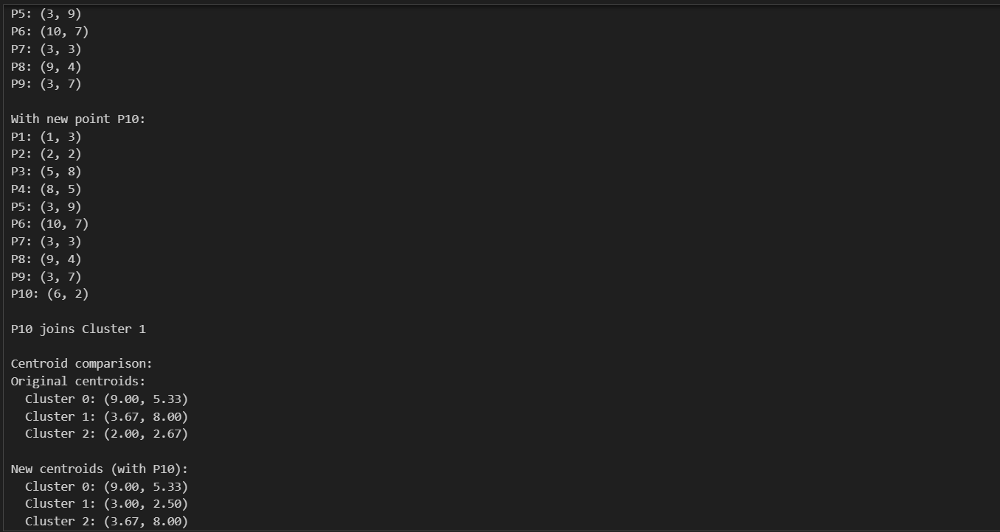 P5: (3, 9)
P6: (10, 7)
P7: (3, 3)
P8: (9, 4)
P9: (3, 7)
With new point P10:
P1: (1, 3)
P2: (2, 2)
P3: (5, 8)
P4: (8, 5)
P5: (3, 9)
P6: (10, 7)
P7: (3, 3)
P8: (9, 4)
P9: (3, 7)
P10: (6, 2)
P10 joins Cluster 1
Centroid comparison:
Original centroids:
Cluster 0: (9.00, 5.33)
Cluster 1: (3.67, 8.00)
Cluster 2: (2.00, 2.67)
New centroids (with P10):
Cluster 0: (9.00, 5.33)
Cluster 1: (3.00, 2.50)
Cluster 2: (3.67, 8.00)